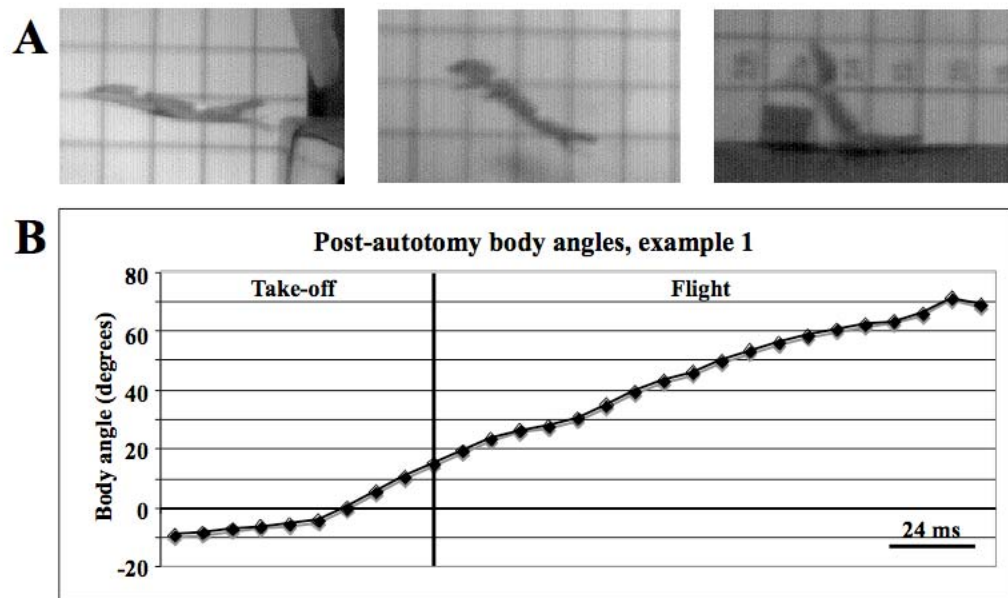 A
B
Post-autotomy body angles, example 1
Take-off
Flight
Body angle (degrees)
80
60
40
20
0
-20
24 ms